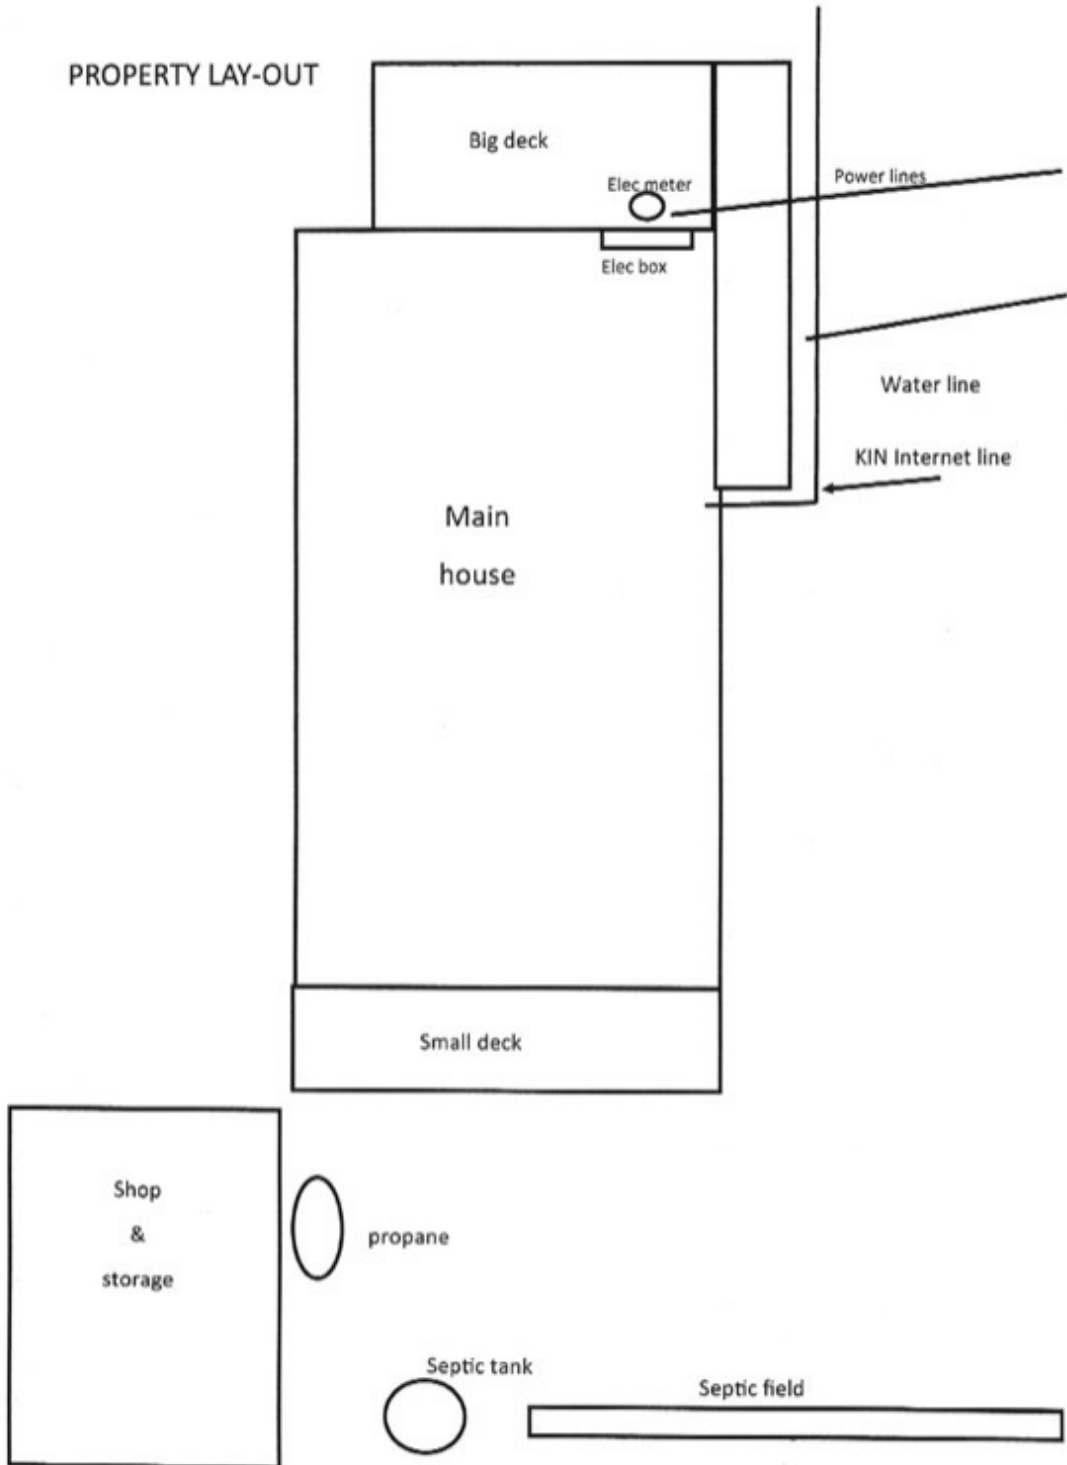 PROPERTY LAY-OUT
Big deck
Elec meter
Power lines
Elec box
Water line
KIN Internet line
Main
house
Small deck
Shop
&
storage
propane
Septic tank
Septic field